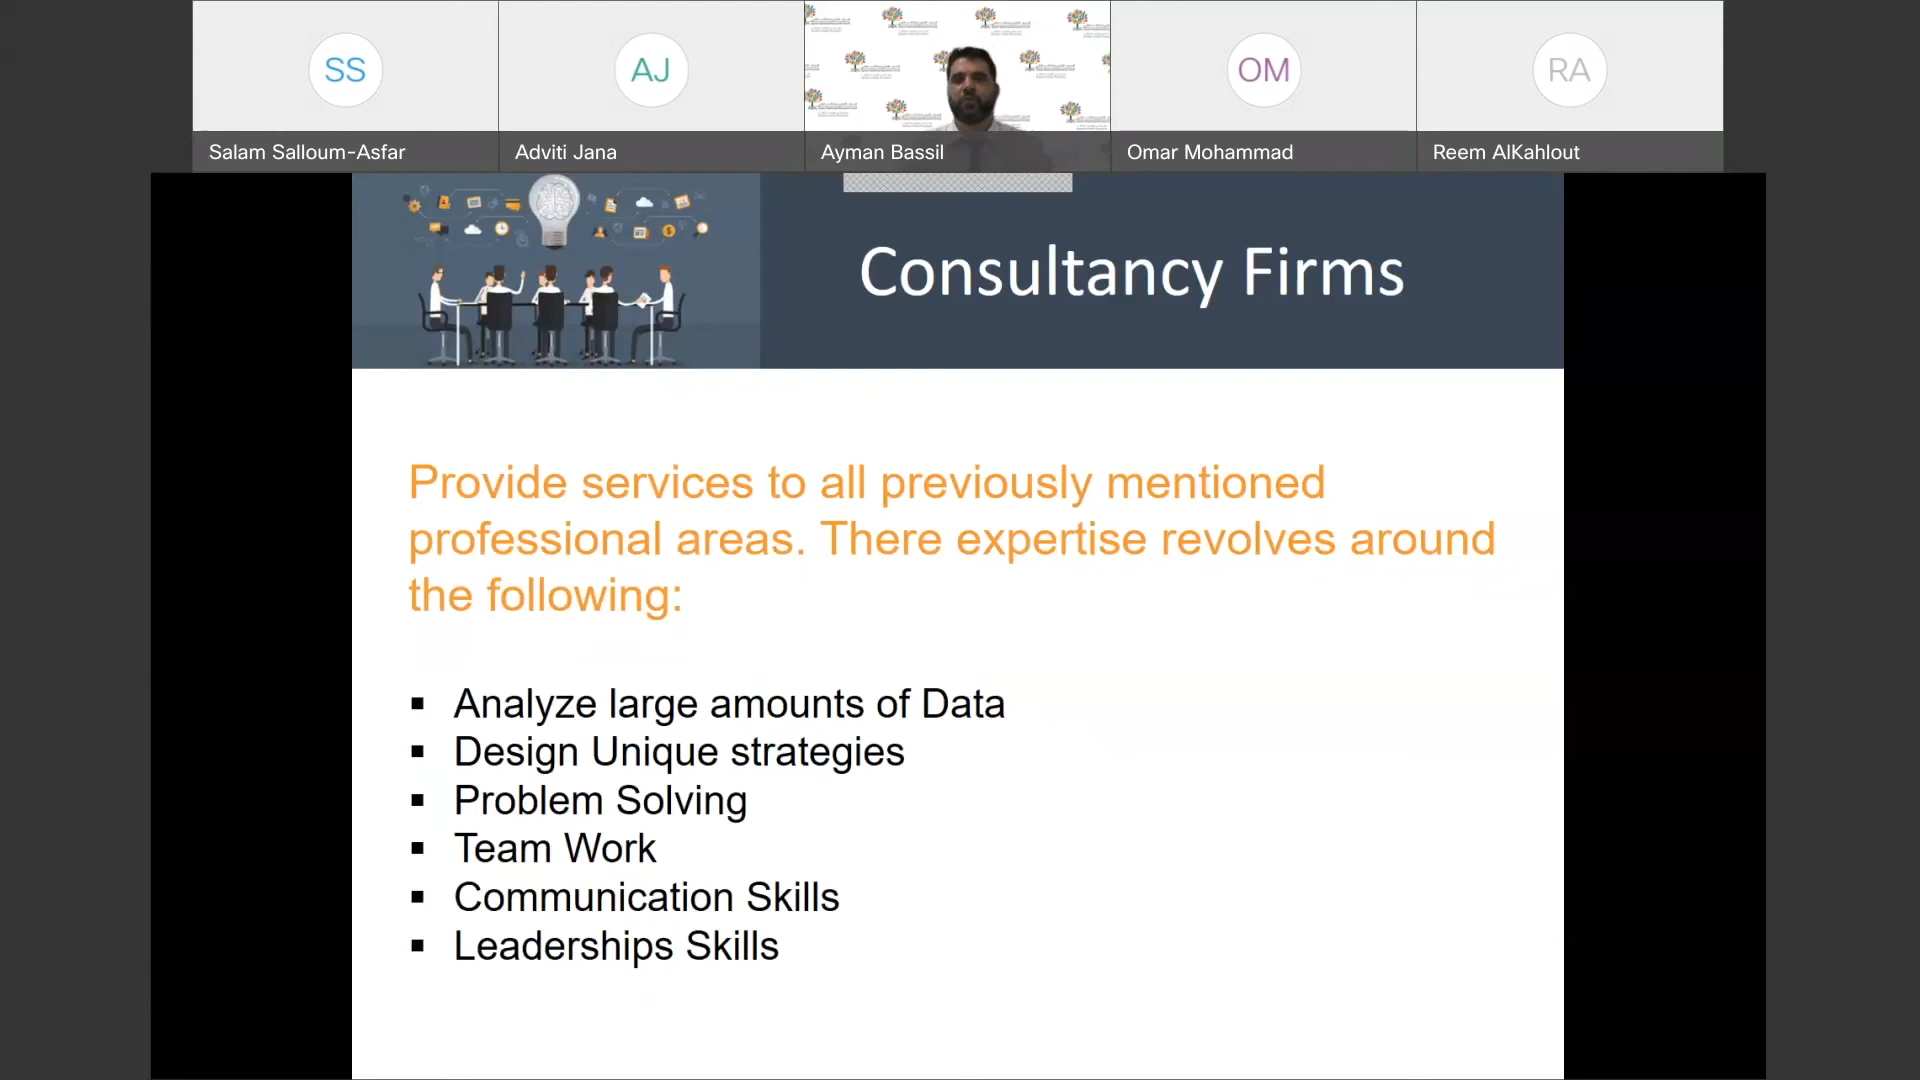 SS
AJ
OM
RA
Salam Salloum-Asfar
Adviti Jana
Ayman Bassil
Omar Mohammad
Reem AlKahlout
Consultancy Firms
Provide services to all previously mentioned
professional areas. There expertise revolves around
the following:
▪ Analyze large amounts of Data
▪ Design Unique strategies
▪ Problem Solving
▪ Team Work
▪ Communication Skills
▪ Leaderships Skills